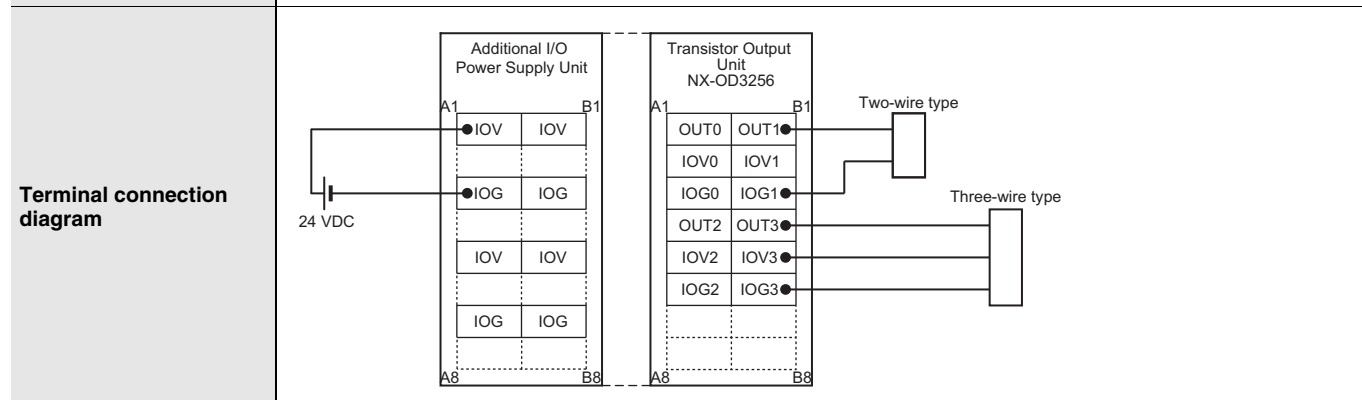 Terminal connection
diagram
24 VDC
Additional I/O
Power Supply Unit
A1 B1
IOV IOV
IOG IOG
IOV IOV
IOG IOG
A8 B8
Transistor Output
Unit
NX-OD3256
A1 B1
OUT0 OUT1
IOV0 IOV1
IOG0 IOG1
OUT2 OUT3
IOV2 IOV3
IOG2 IOG3
A8 B8
Two-wire type
Three-wire type